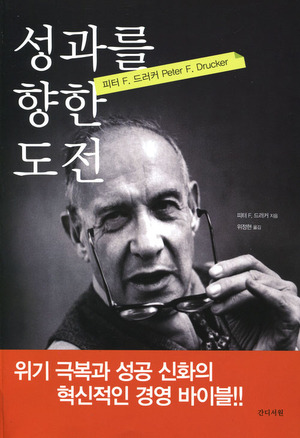 성과를
향한
도전
피터 F. 드러커 Peter F. Drucker
피터 F. 드러커 지음
위정현 옮김
위기 극복과 성공 신화의
혁신적인 경영 바이블!!
간디서원